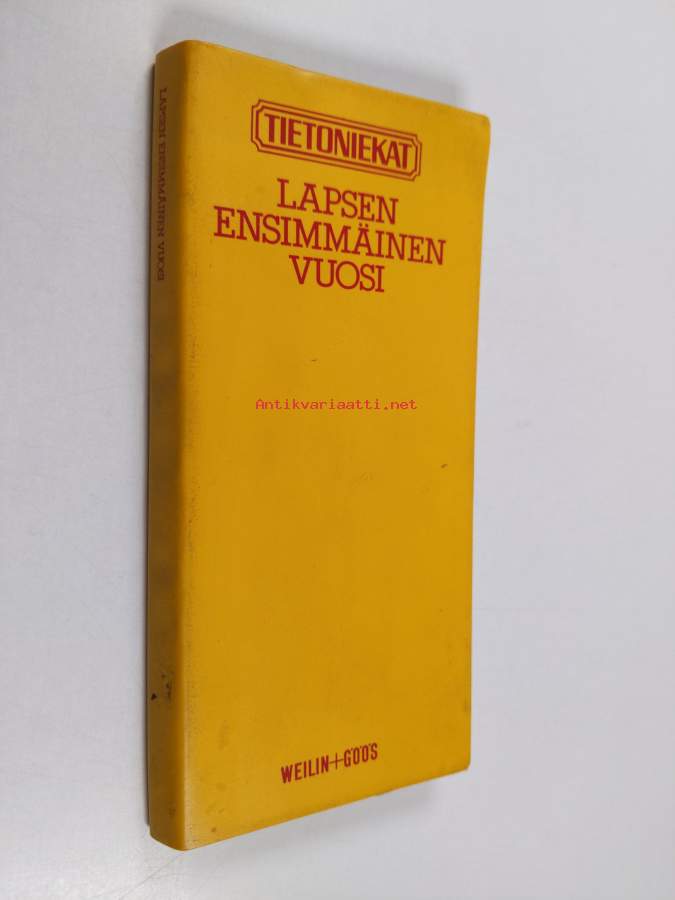 LAPSEN ENSIMMÄINEN VUOSI
TIETONIEKAT
LAPSEN
ENSIMMÄINEN
VUOSI
Antikvariaatti.net
WEILIN+GÖÖS